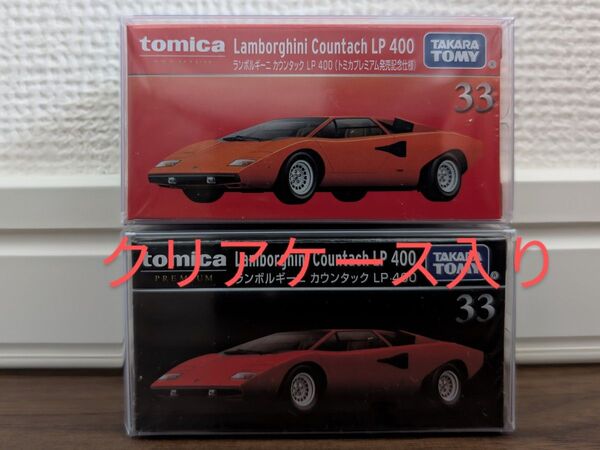 tomica Lamborghini Countach LP 400
PREMIUM ランボルギーニ カウンタック LP 400 (トミカプレミアム発売記念仕様)
TAKARA
TOMY
33
クリアケース入り
tomica Lamborghini Countach LP 400
PREMIUM ランボルギーニ カウンタック LP 400
TAKARA
TOMY
33